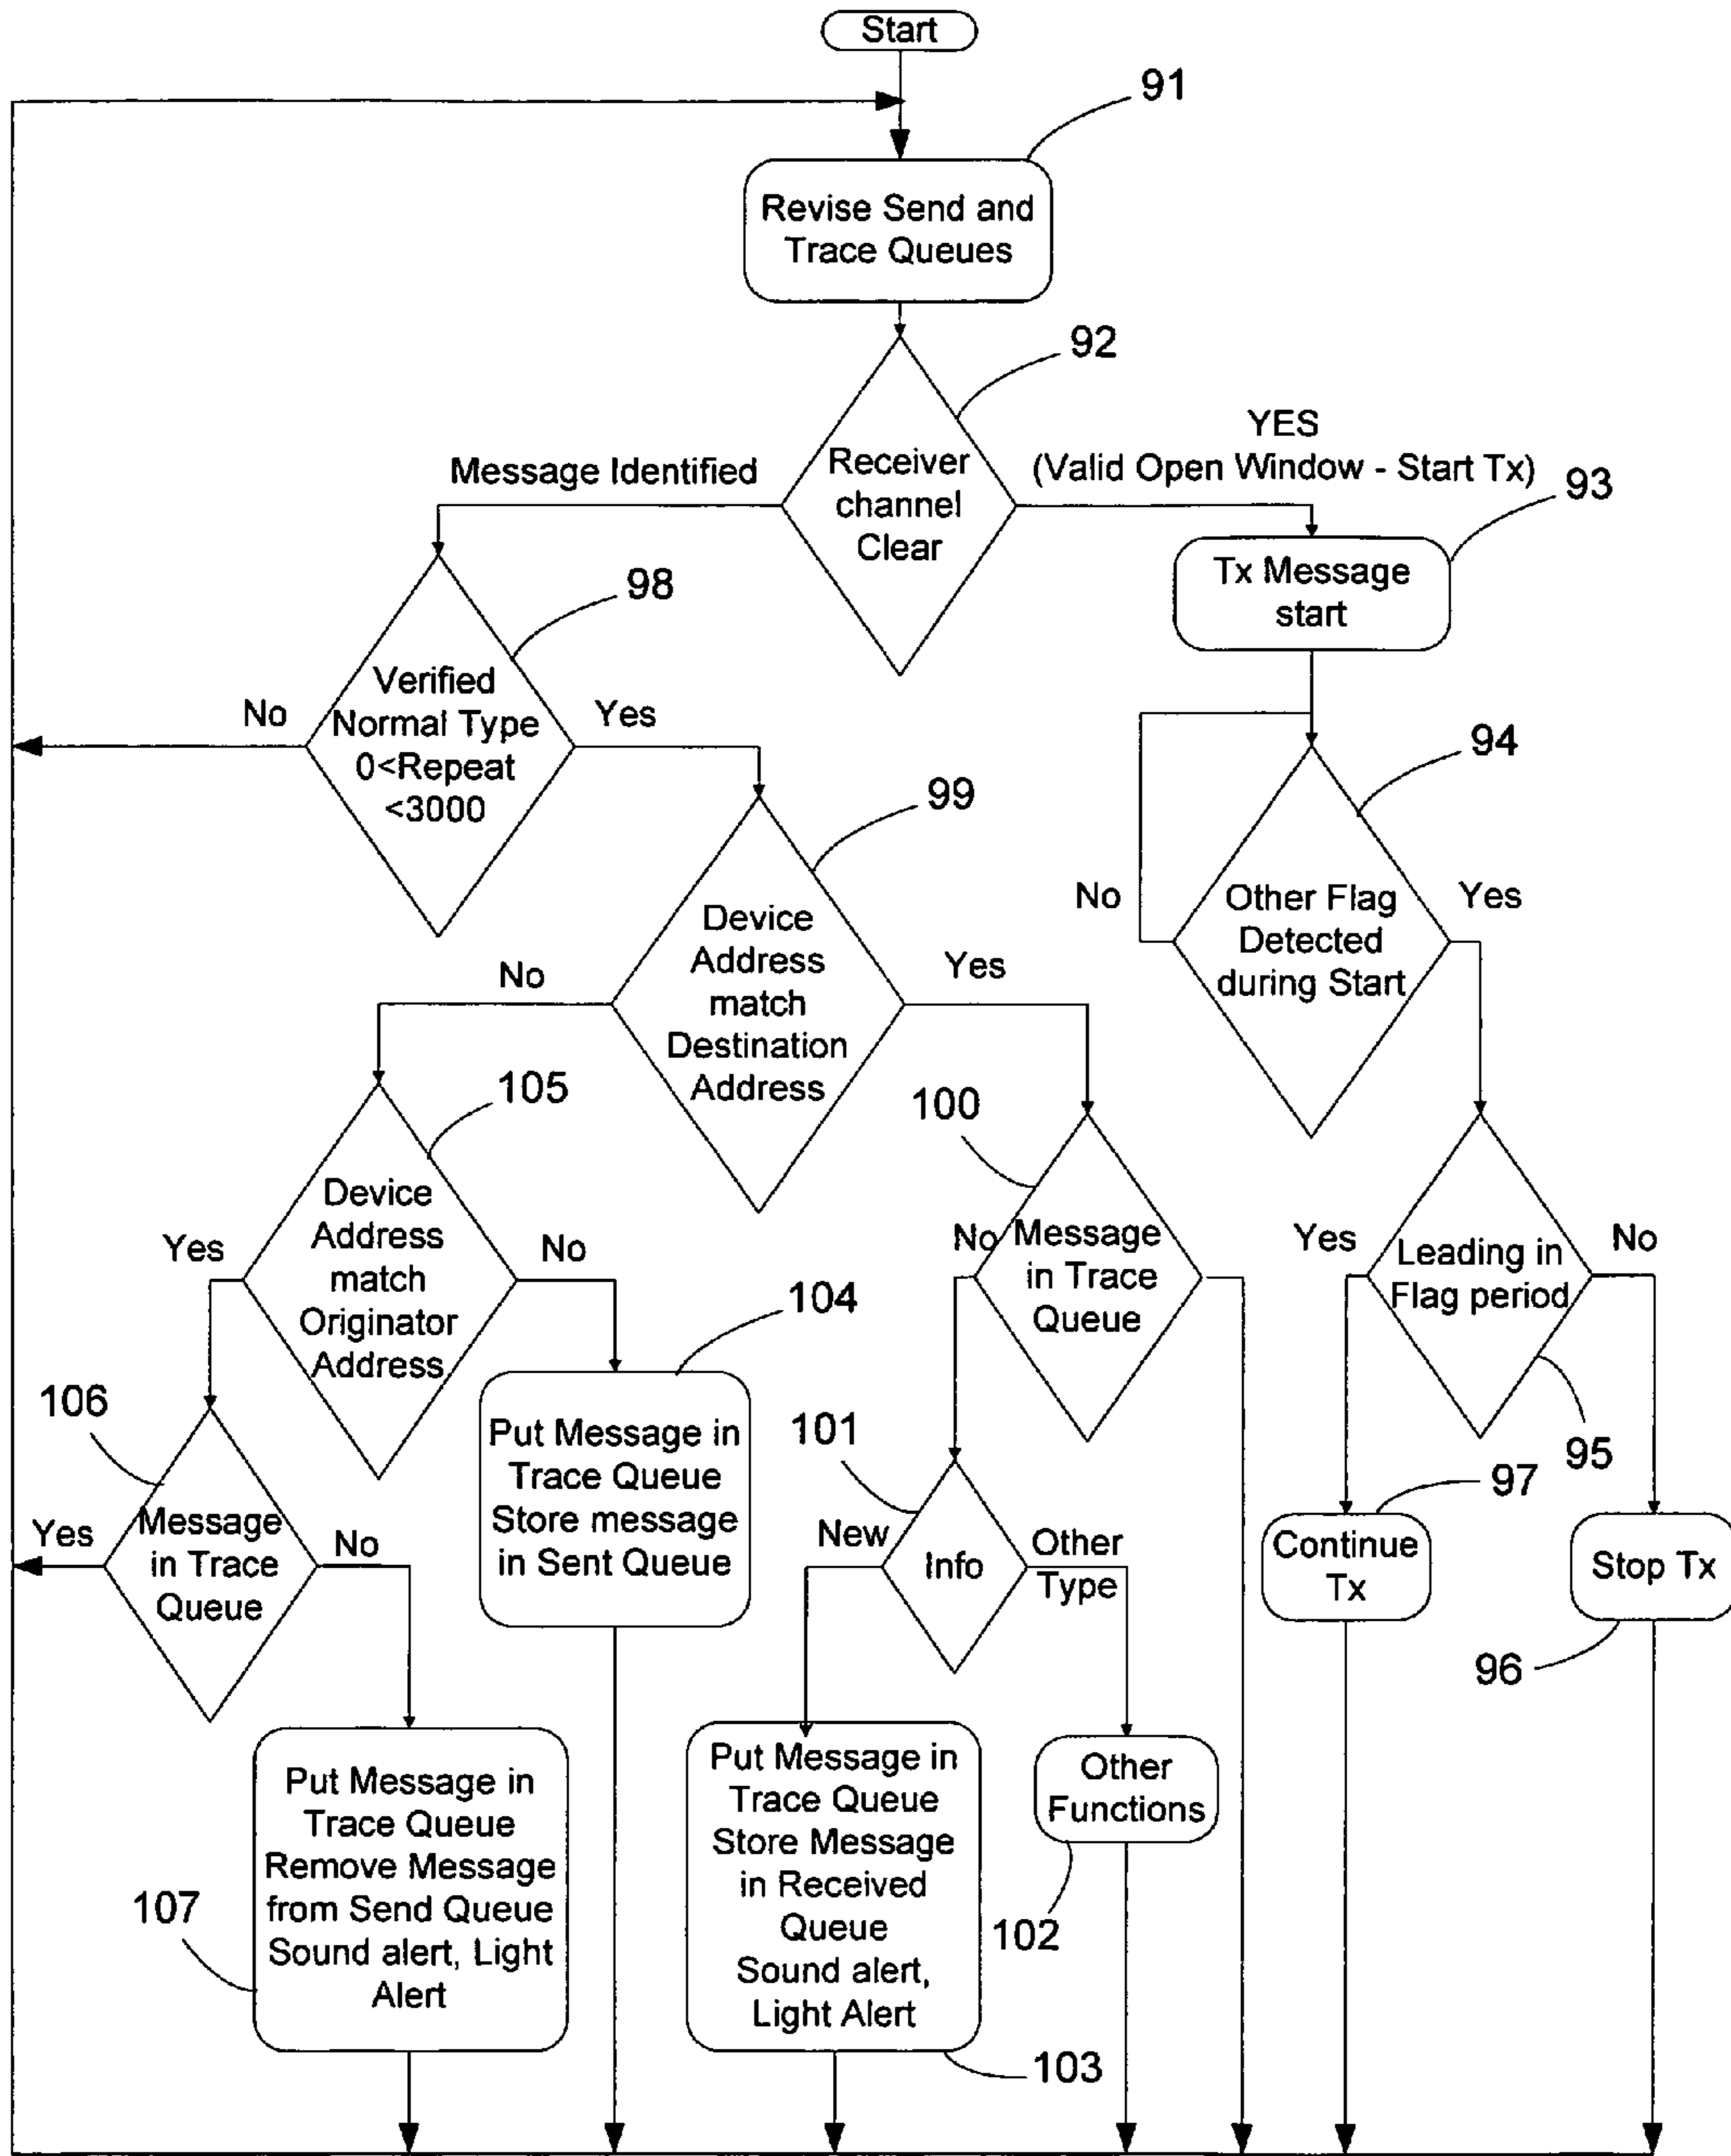 Start
91
Revise Send and
Trace Queues
92
Receiver
channel
Clear
Message Identified
YES
(Valid Open Window - Start Tx)
93
Tx Message
start
98
Verified
Normal Type
0<Repeat
<3000
No
Yes
94
Other Flag
Detected
during Start
No
Yes
99
Device
Address
match
Destination
Address
No
Yes
105
Device
Address
match
Originator
Address
Yes
No
100
Message
in Trace
Queue
No
Leading in
Flag period
Yes
No
95
104
Put Message in
Trace Queue
Store message
in Sent Queue
106
Message
in Trace
Queue
Yes
No
101
Info
New
Other
Type
97
Continue
Tx
Stop Tx
96
107
Put Message in
Trace Queue
Remove Message
from Send Queue
Sound alert, Light
Alert
Put Message in
Trace Queue
Store Message
in Received
Queue
Sound alert,
Light Alert
103
Other
Functions
102